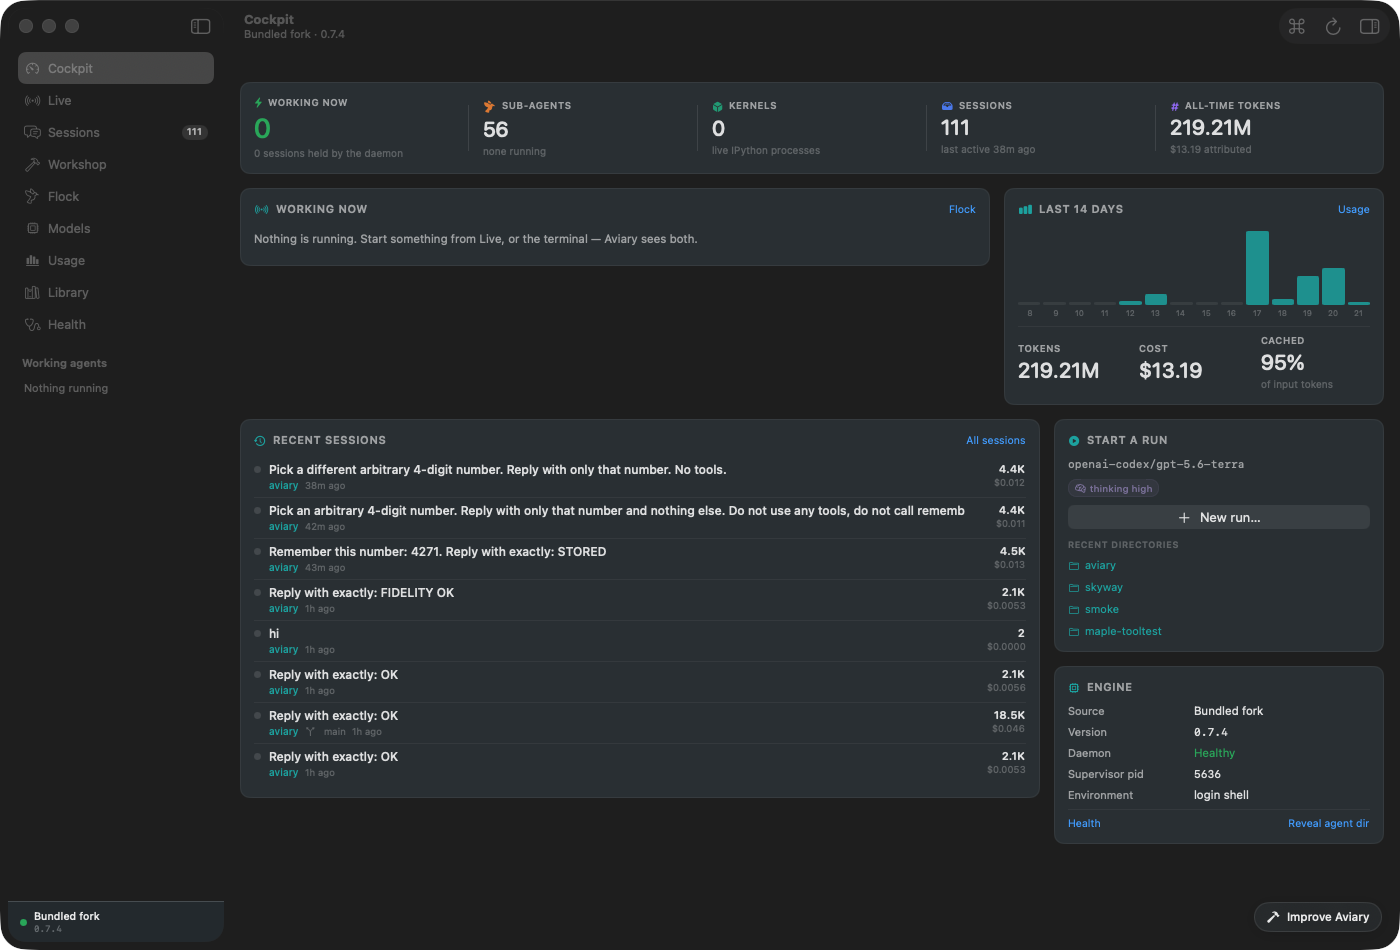 Cockpit
Bundled fork · 0.7.4
Cockpit
Live
Sessions 111
Workshop
Flock
Models
Usage
Library
Health
Working agents
Nothing running
Bundled fork
0.7.4
WORKING NOW
0
0 sessions held by the daemon
SUB-AGENTS
56
none running
KERNELS
0
live IPython processes
SESSIONS
111
last active 38m ago
# ALL-TIME TOKENS
219.21M
$13.19 attributed
WORKING NOW Flock
Nothing is running. Start something from Live, or the terminal — Aviary sees both.
LAST 14 DAYS Usage
8 9 10 11 12 13 14 15 16 17 18 19 20 21
TOKENS
219.21M
COST
$13.19
CACHED
95%
of input tokens
RECENT SESSIONS All sessions
Pick a different arbitrary 4-digit number. Reply with only that number. No tools. 4.4K
aviary 38m ago $0.012
Pick an arbitrary 4-digit number. Reply with only that number and nothing else. Do not use any tools, do not call rememb 4.4K
aviary 42m ago $0.011
Remember this number: 4271. Reply with exactly: STORED 4.5K
aviary 43m ago $0.013
Reply with exactly: FIDELITY OK 2.1K
aviary 1h ago $0.0053
hi 2
aviary 1h ago $0.0000
Reply with exactly: OK 2.1K
aviary 1h ago $0.0056
Reply with exactly: OK 18.5K
aviary main 1h ago $0.046
Reply with exactly: OK 2.1K
aviary 1h ago $0.0053
START A RUN
openai-codex/gpt-5.6-terra
thinking high
+ New run...
RECENT DIRECTORIES
aviary
skyway
smoke
maple-tooltest
ENGINE
Source Bundled fork
Version 0.7.4
Daemon Healthy
Supervisor pid 5636
Environment login shell
Health Reveal agent dir
Improve Aviary